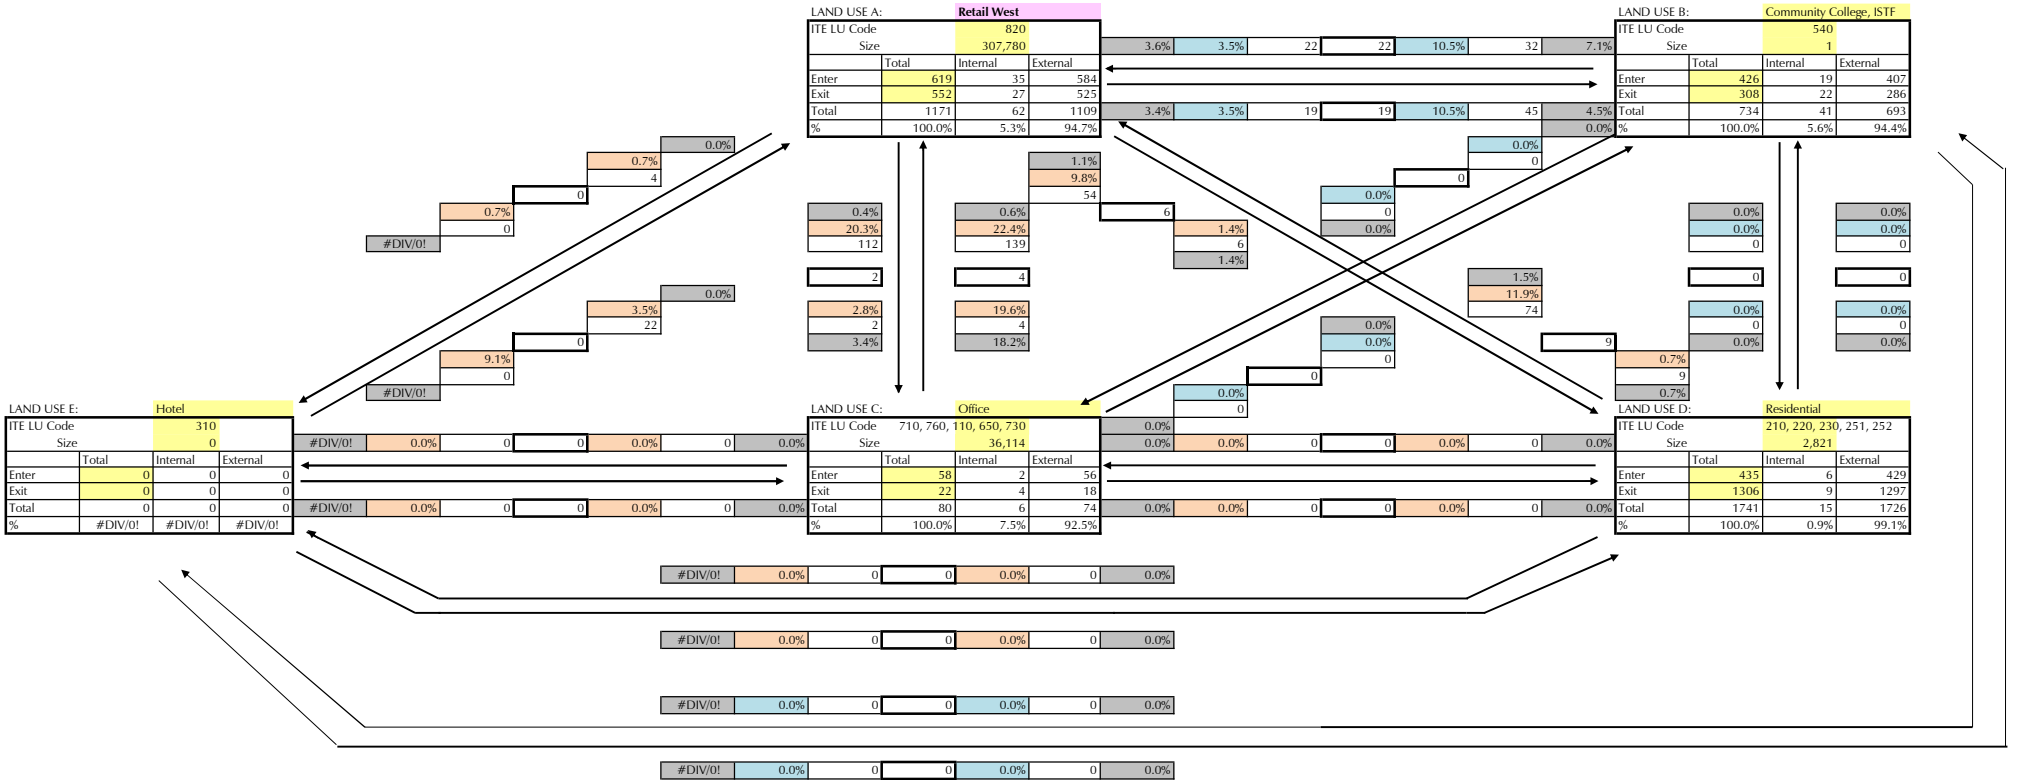 LAND USE A: Retail West LAND USE B: Community College, ISTF
ITE LU Code 820 ITE LU Code 540
Size 307,780 3.6% 3.5% 22 22 10.5% 32 7.1% Size 1
Total Internal External Total Internal External
Enter 619 35 584 Enter 426 19 407
Exit 552 27 525 Exit 308 22 286
Total 1171 62 1109 3.4% 3.5% 19 19 10.5% 45 4.5% Total 734 41 693
% 100.0% 5.3% 94.7% 0.0% % 100.0% 5.6% 94.4%
0.0% 0.0%
0.7% 1.1% 0
4 9.8% 0
0 54 0.0%
0.7% 0.4% 0.6% 6 0 0.0% 0.0%
0 20.3% 22.4% 1.4% 0.0% 0.0% 0.0%
#DIV/0! 112 139 6 0 0
1.4%
2 4 1.5% 0 0
0.0% 11.9%
3.5% 2.8% 19.6% 74 0.0% 0.0%
22 2 4 0.0% 0 0
0 3.4% 18.2% 0.0% 9 0.0% 0.0%
9.1% 0 0.7%
0 0 9
#DIV/0! 0.0% 0.7%
LAND USE E: Hotel LAND USE C: Office 0 LAND USE D: Residential
ITE LU Code 310 ITE LU Code 710, 760, 110, 650, 730 0.0% ITE LU Code 210, 220, 230, 251, 252
Size 0 #DIV/0! 0.0% 0 0 0.0% 0 0.0% Size 36,114 0.0% 0.0% 0 0 0.0% 0 0.0% Size 2,821
Total Internal External Total Internal External Total Internal External
Enter 0 0 0 Enter 58 2 56 Enter 435 6 429
Exit 0 0 0 Exit 22 4 18 Exit 1306 9 1297
Total 0 0 0 #DIV/0! 0.0% 0 0 0.0% 0 0.0% Total 80 6 74 0.0% 0.0% 0 0 0.0% 0 0.0% Total 1741 15 1726
% #DIV/0! #DIV/0! #DIV/0! % 100.0% 7.5% 92.5% % 100.0% 0.9% 99.1%
#DIV/0! 0.0% 0 0 0.0% 0 0.0%
#DIV/0! 0.0% 0 0 0.0% 0 0.0%
#DIV/0! 0.0% 0 0 0.0% 0 0.0%
#DIV/0! 0.0% 0 0 0.0% 0 0.0%